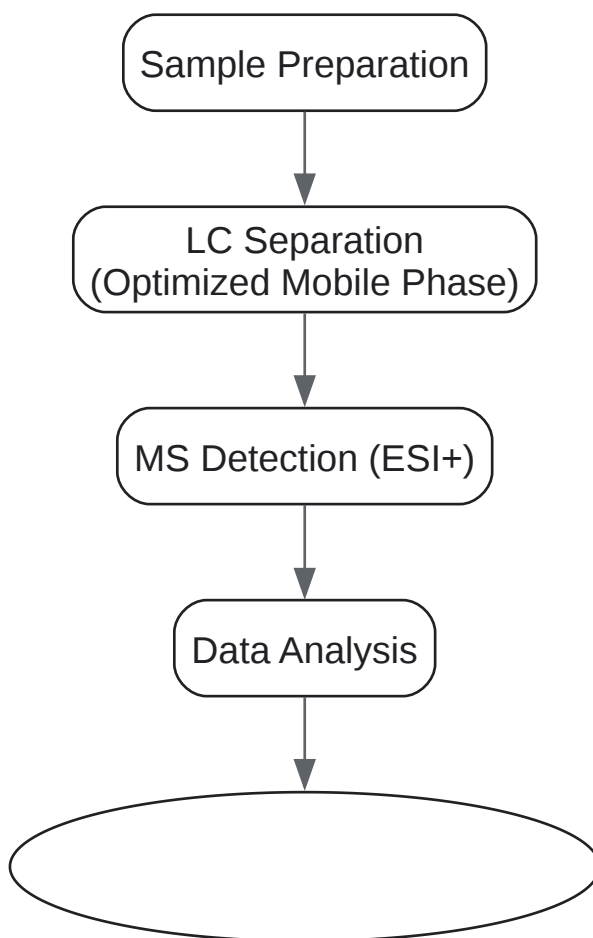 Sample Preparation
LC Separation
(Optimized Mobile Phase)
MS Detection (ESI+)
Data Analysis